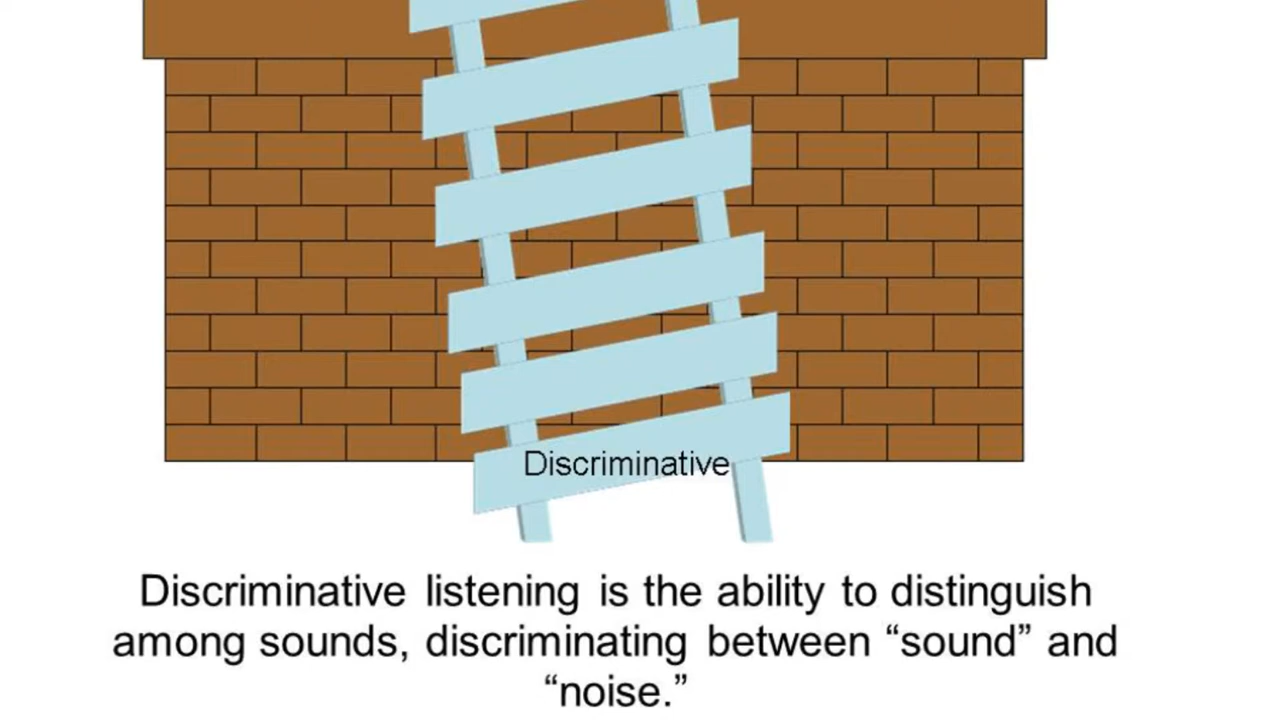 Discriminative
Discriminative listening is the ability to distinguish
among sounds, discriminating between “sound” and
“noise.”